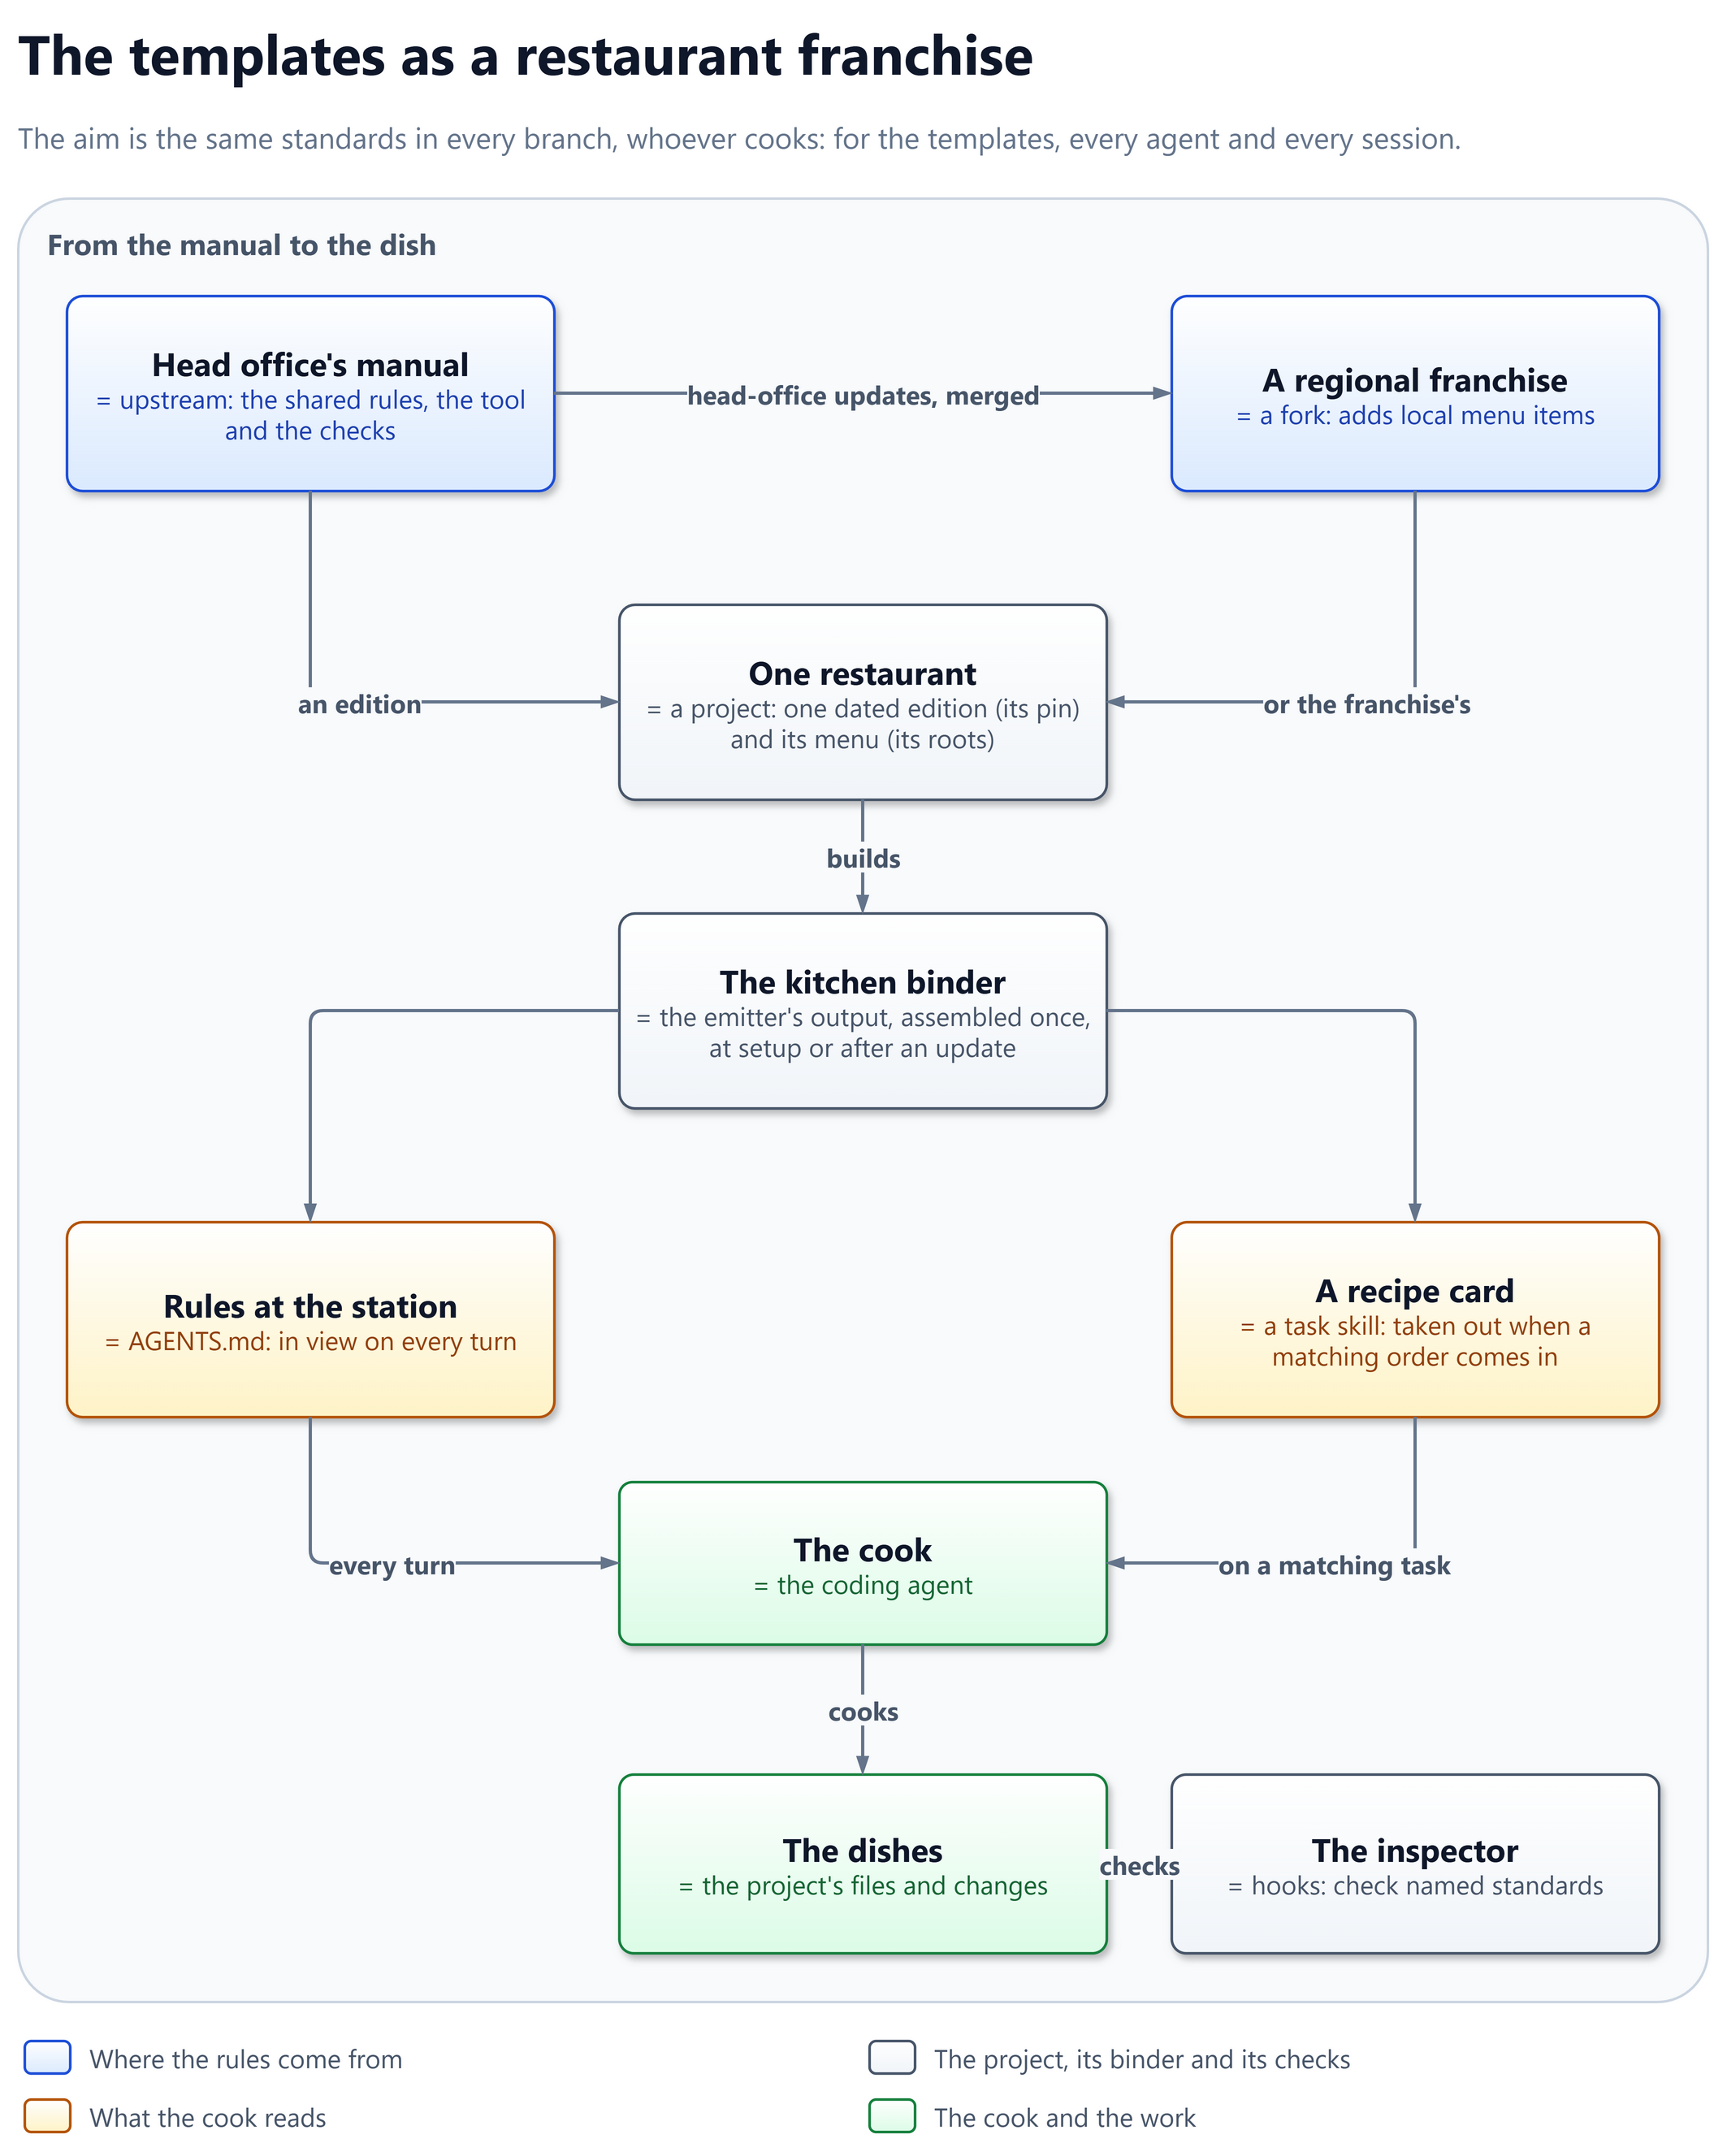 The templates as a restaurant franchise
The aim is the same standards in every branch, whoever cooks: for the templates, every agent and every session.
From the manual to the dish
Head office's manual
= upstream: the shared rules, the tool
and the checks
head-office updates, merged
A regional franchise
= a fork: adds local menu items
an edition
One restaurant
= a project: one dated edition (its pin)
and its menu (its roots)
or the franchise's
builds
The kitchen binder
= the emitter's output, assembled once,
at setup or after an update
Rules at the station
= AGENTS.md: in view on every turn
A recipe card
= a task skill: taken out when a
matching order comes in
every turn
The cook
= the coding agent
on a matching task
cooks
The dishes
= the project's files and changes
checks
The inspector
= hooks: check named standards
Where the rules come from
The project, its binder and its checks
What the cook reads
The cook and the work